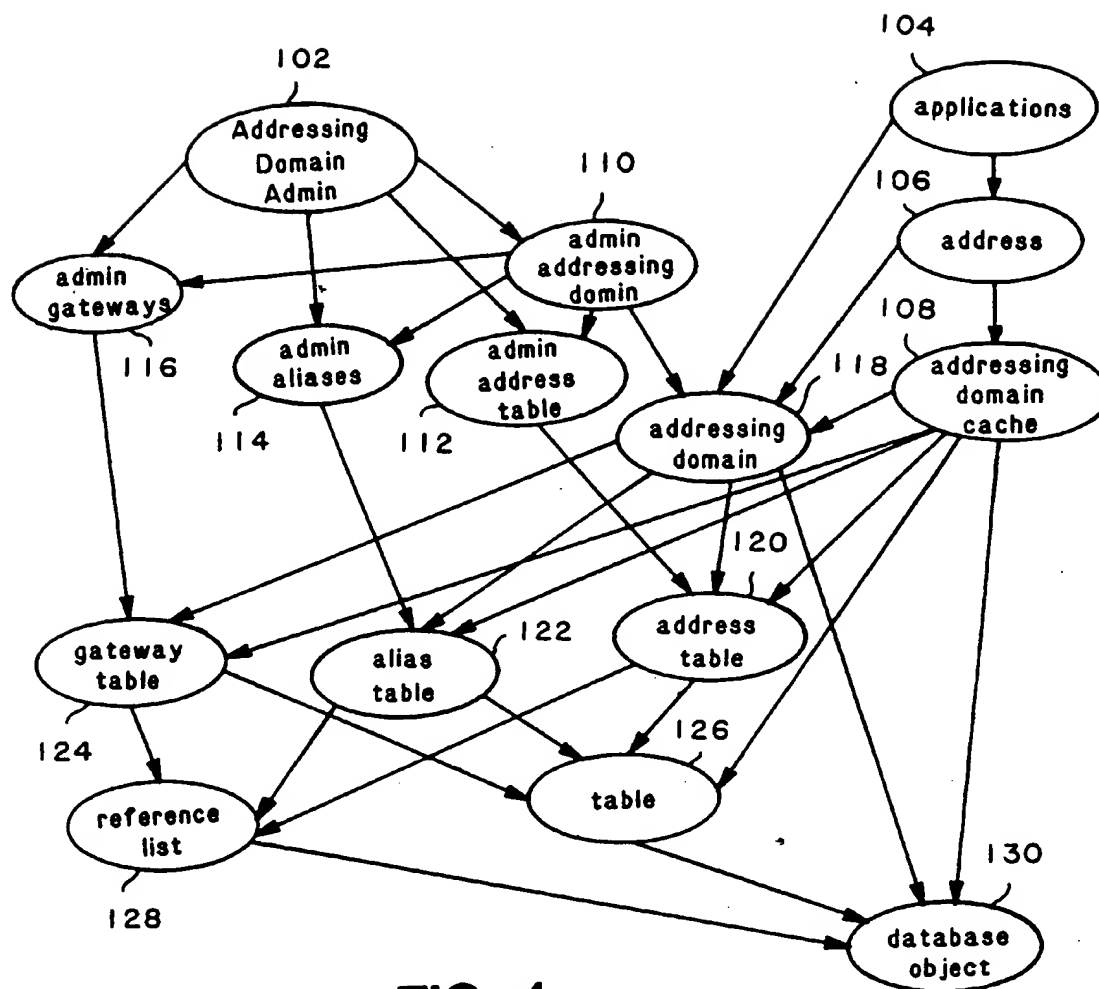 104
102
applications
Addressing
Domain
Admin
110
106
admin
addressing
domin
address
admin
gateways
108
116
admin
aliases
admin
address
table
118
addressing
domain
cache
114
112
addressing
domain
120
122
address
table
gateway
table
alias
table
126
124
table
reference
list
130
128
database
object